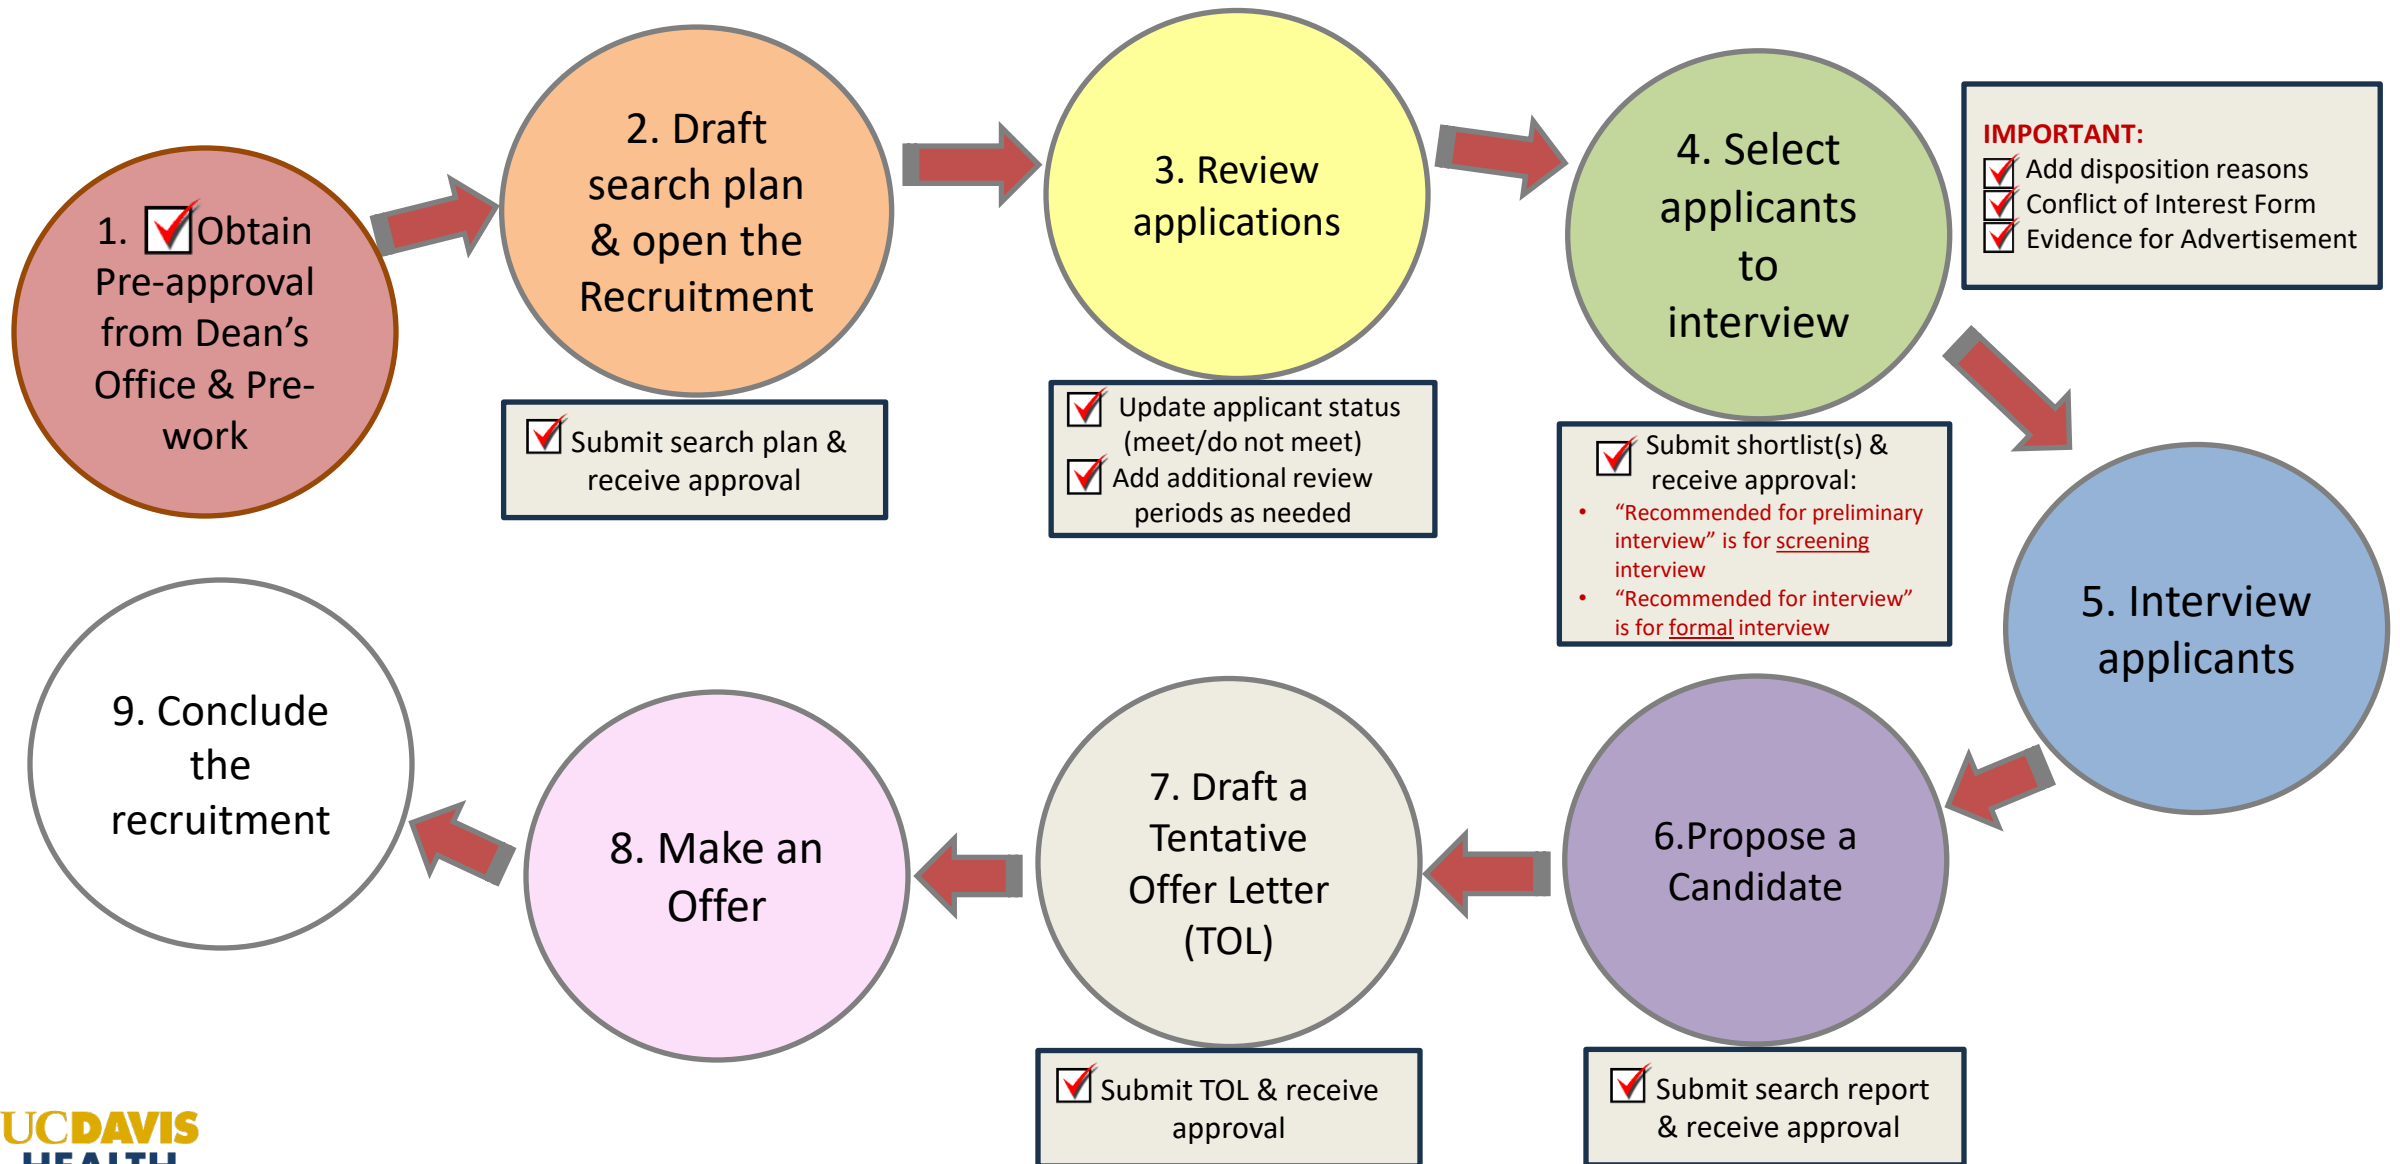 1. Obtain
Pre-approval
from Dean’s
Office & Pre-
work
2. Draft
search plan
& open the
Recruitment
Submit search plan &
receive approval
3. Review
applications
Update applicant status
(meet/do not meet)
Add additional review
periods as needed
4. Select
applicants
to
interview
IMPORTANT:
Add disposition reasons
Conflict of Interest Form
Evidence for Advertisement
Submit shortlist(s) &
receive approval:
• “Recommended for preliminary
interview” is for screening
interview
• “Recommended for interview”
is for formal interview
5. Interview
applicants
6.Propose a
Candidate
Submit search report
& receive approval
7. Draft a
Tentative
Offer Letter
(TOL)
Submit TOL & receive
approval
8. Make an
Offer
9. Conclude
the
recruitment
UCDAVIS
HEALTH